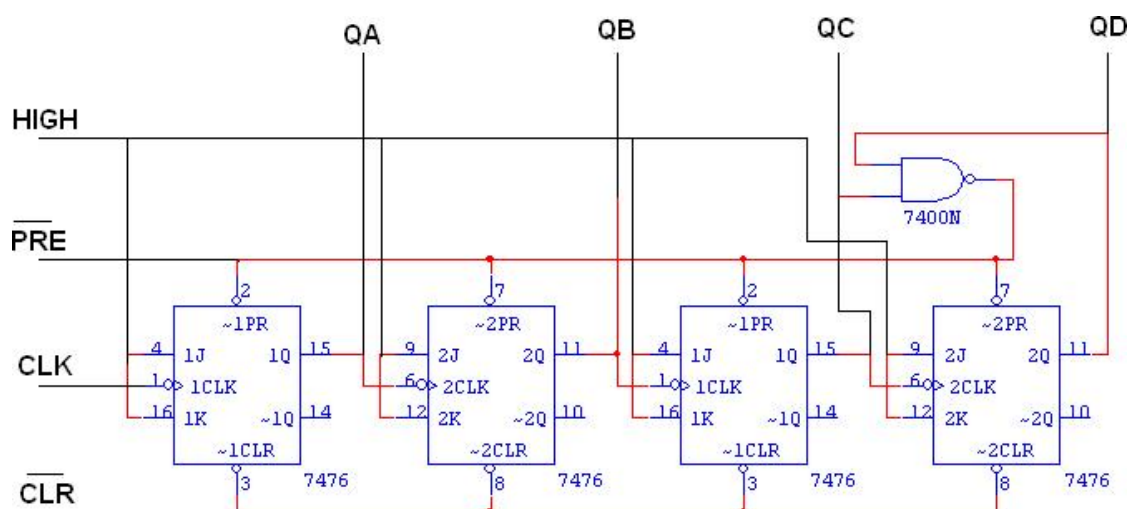 QA QB QC QD
HIGH
7400N
PRE
2 7 2 7
~1PR ~2PR ~1PR ~2PR
4 1J 1Q 15 9 2J 2Q 11 4 1J 1Q 15 9 2J 2Q 11
CLK 1 1CLK 6 2CLK 1 1CLK 6 2CLK
16 1K ~1Q 14 12 2K ~2Q 10 16 1K ~1Q 14 12 2K ~2Q 10
~1CLR ~2CLR ~1CLR ~2CLR
CLR 3 7476 8 7476 3 7476 8 7476